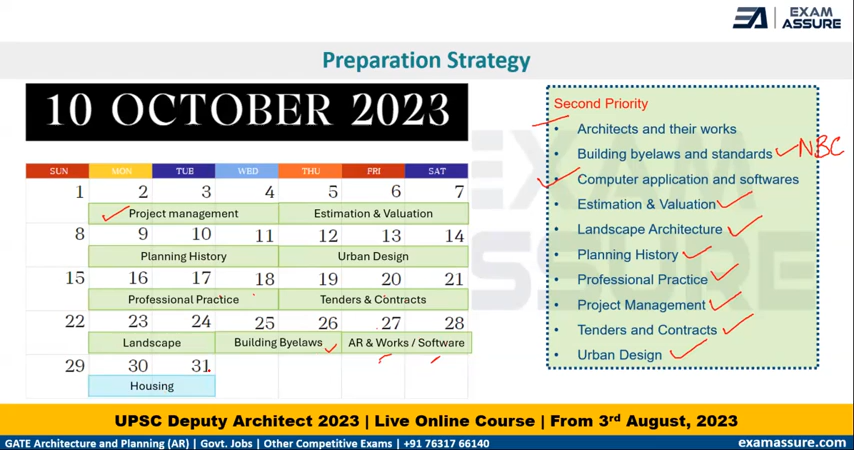 EXAM
ASSURE
Preparation Strategy
10 OCTOBER 2023
SUN MON TUE WED THU FRI SAT
1 2 3 4 5 6 7
Project management Estimation & Valuation
8 9 10 11 12 13 14
Planning History Urban Design
15 16 17 18 19 20 21
Professional Practice Tenders & Contracts
22 23 24 25 26 27 28
Landscape Building Byelaws AR & Works / Software
29 30 31
Housing
Second Priority
• Architects and their works
• Building byelaws and standards NBC
• Computer application and softwares
• Estimation & Valuation
• Landscape Architecture
• Planning History
• Professional Practice
• Project Management
• Tenders and Contracts
• Urban Design
EXAM
ASSURE
UPSC Deputy Architect 2023 | Live Online Course | From 3rd August, 2023
GATE Architecture and Planning (AR) | Govt. Jobs | Other Competitive Exams | +91 76317 66140
examassure.com